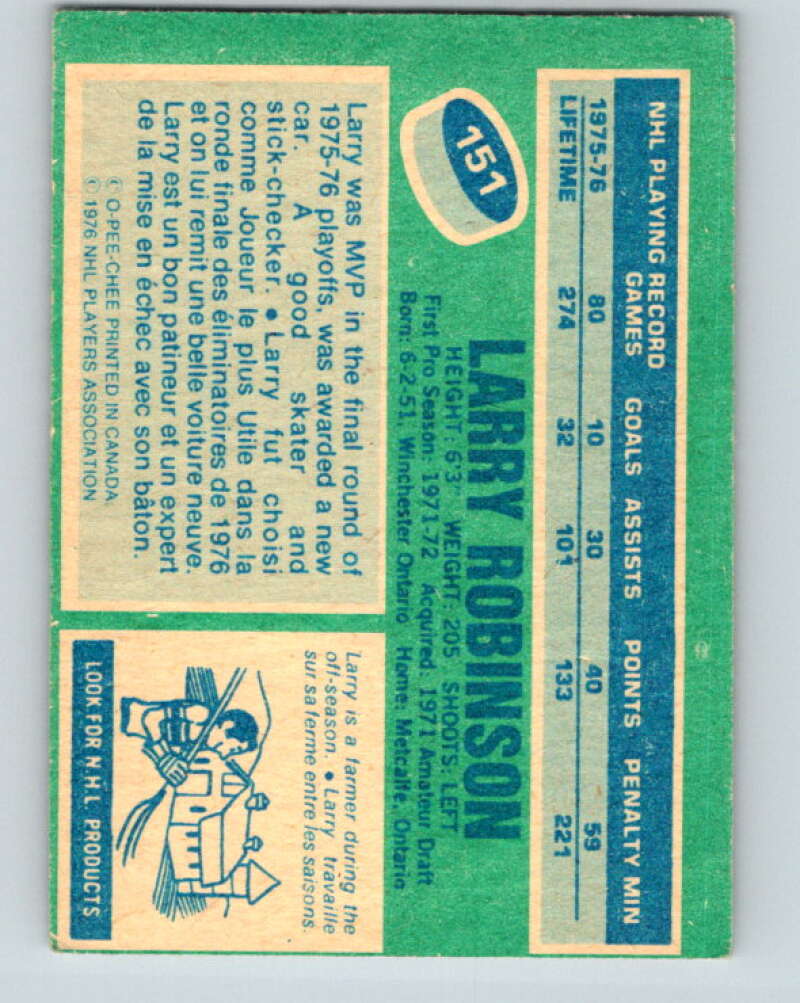 NHL PLAYING RECORD
GAMES GOALS ASSISTS POINTS PENALTY MIN
1975-76 80 10 30 40 59
LIFETIME 274 32 101 133 221
151
LARRY ROBINSON
HEIGHT: 6'3" WEIGHT: 205 SHOOTS: LEFT
First Pro Season: 1971-72 Acquired: 1971 Amateur Draft
Born: 6-2-51, Winchester Ontario Home: Metcalfe, Ontario
Larry was MVP in the final round of
1975-76 playoffs, was awarded a new
car. A good skater and
stick-checker. • Larry fut choisi
comme Joueur le plus Utile dans la
ronde finale des éliminatoires de 1976
et on lui remit une belle voiture neuve.
Larry est un bon patineur et un expert
de la mise en échec avec son bâton.
© O-PEE-CHEE PRINTED IN CANADA
© 1976 NHL PLAYERS ASSOCIATION
Larry is a farmer during the
off-season. • Larry travaille
sur sa ferme entre les saisons.
LOOK FOR N.H.L. PRODUCTS